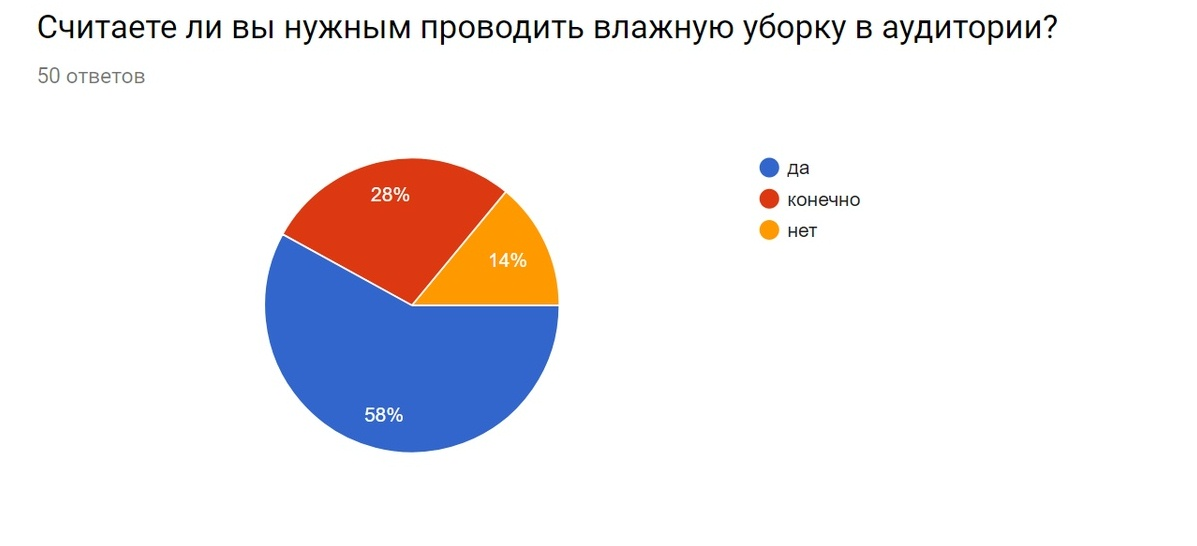 Считаете ли вы нужным проводить влажную уборку в аудитории?
50 ответов
28%
14%
58%
да
конечно
нет